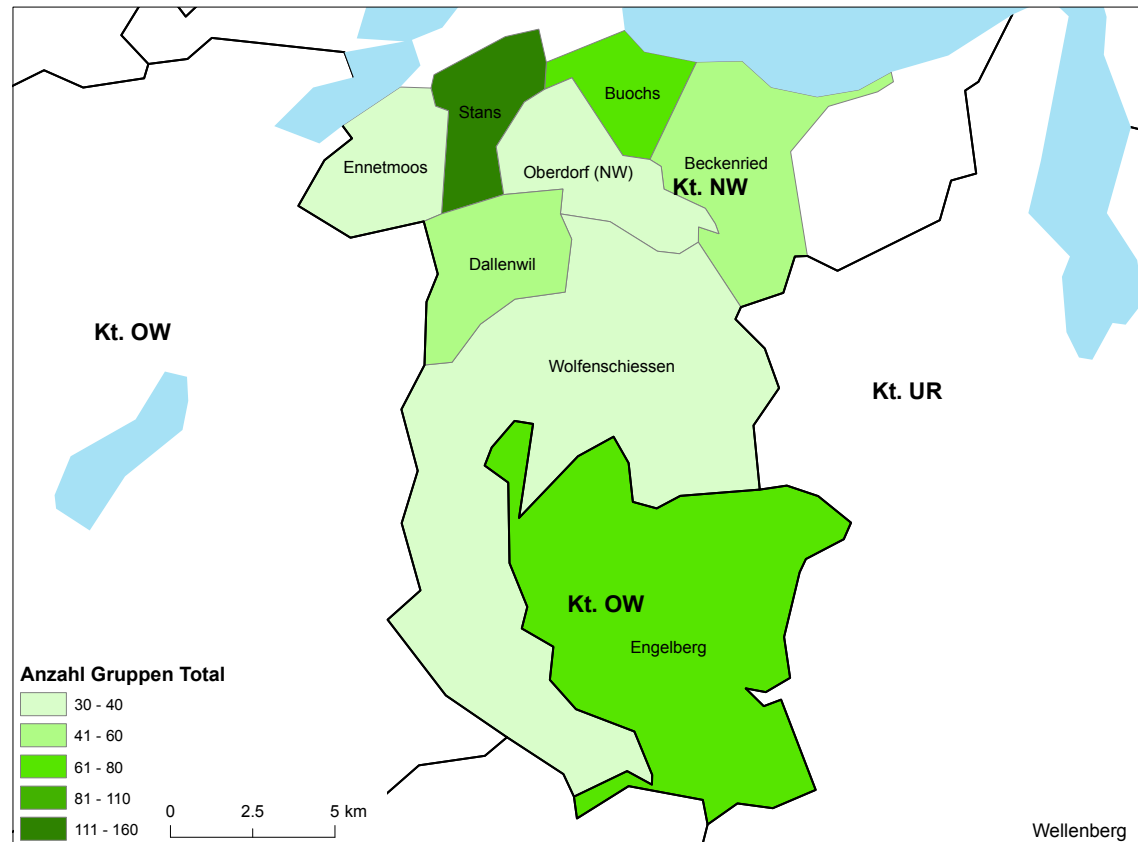 Buochs
Stans
Ennetmoos
Oberdorf (NW)
Beckenried
Kt. NW
Dallenwil
Kt. OW
Wolfenschiessen
Kt. UR
Kt. OW
Engelberg
Anzahl Gruppen Total
30 - 40
41 - 60
61 - 80
81 - 110
111 - 160
0 2.5 5 km
Wellenberg